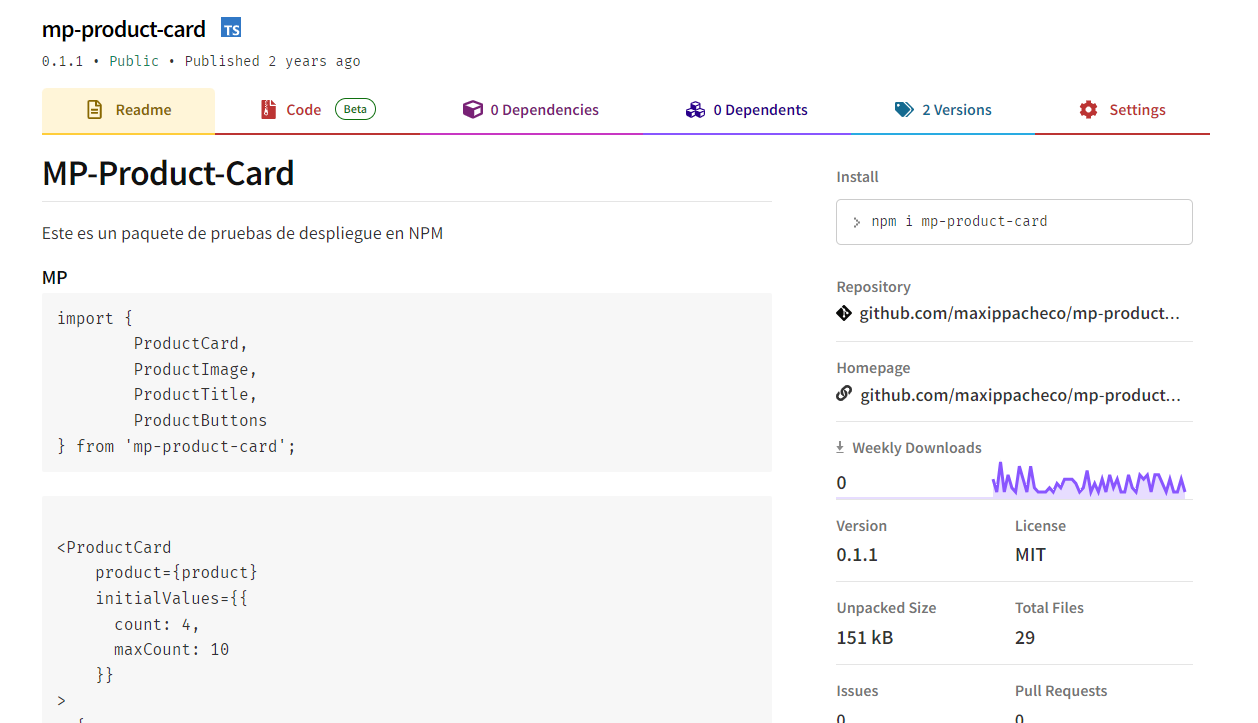 mp-product-card TS
0.1.1 • Public • Published 2 years ago
Readme
Code Beta
0 Dependencies
0 Dependents
2 Versions
Settings
MP-Product-Card
Este es un paquete de pruebas de despliegue en NPM
MP
import {
        ProductCard,
        ProductImage,
        ProductTitle,
        ProductButtons
} from 'mp-product-card';
<ProductCard
    product={product}
    initialValues={{
      count: 4,
      maxCount: 10
    }}
>
  {
Install
> npm i mp-product-card
Repository
github.com/maxippacheco/mp-product...
Homepage
github.com/maxippacheco/mp-product...
Weekly Downloads
0
Version
0.1.1
License
MIT
Unpacked Size
151 kB
Total Files
29
Issues
0
Pull Requests
0